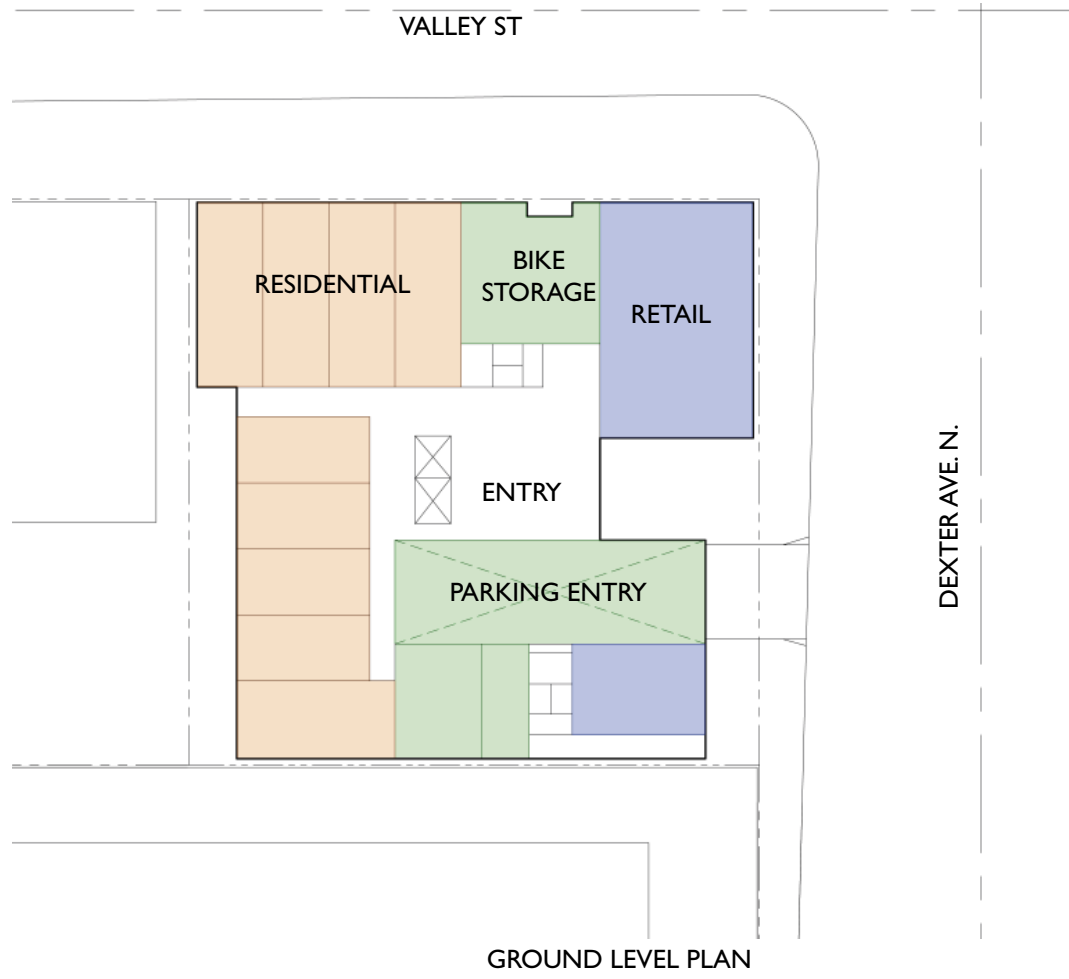 VALLEY ST
RESIDENTIAL
BIKE
STORAGE
RETAIL
ENTRY
PARKING ENTRY
DEXTER AVE. N.
GROUND LEVEL PLAN